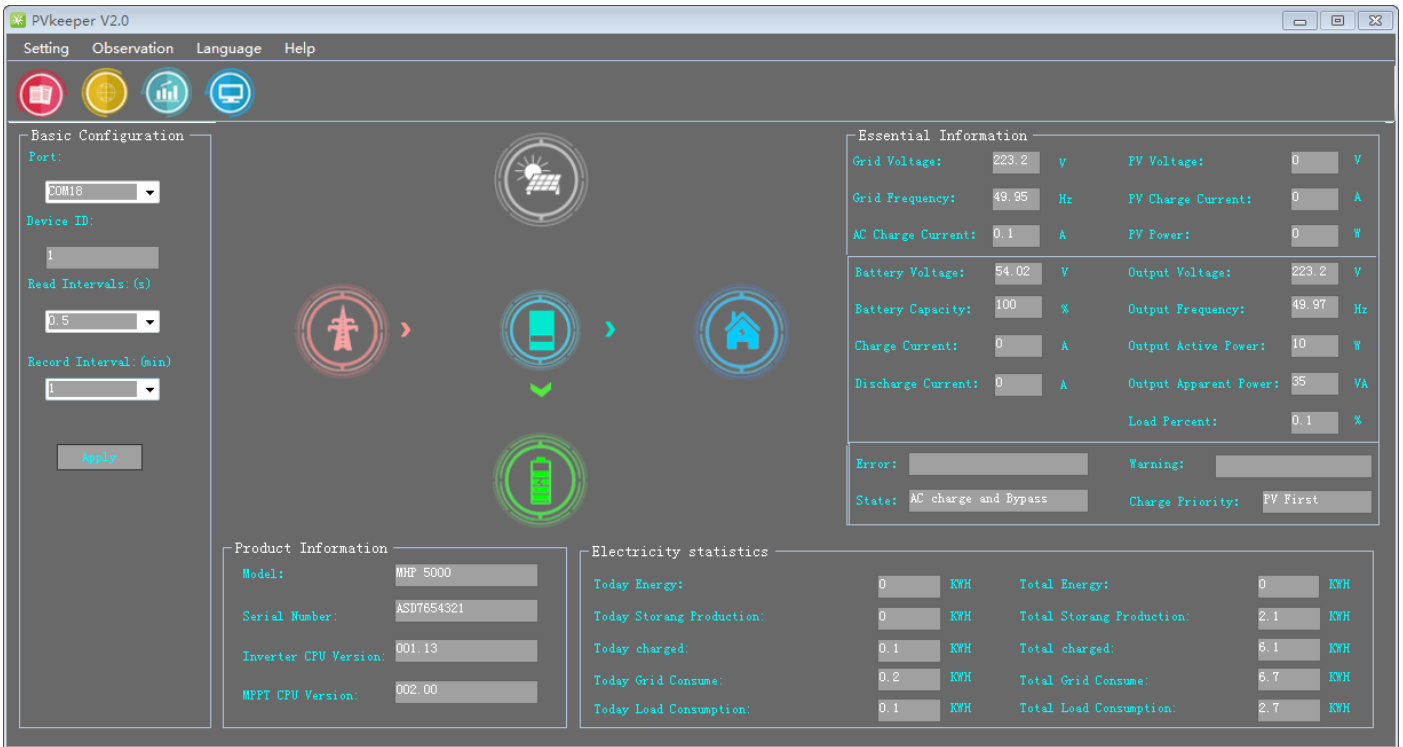 PVkeeper V2.0
Setting Observation Language Help
Basic Configuration
Port:
COM18
Device ID:
1
Read Intervals:(s)
0.5
Record Interval:(min)
1
Apply
Essential Information
Grid Voltage: 223.2 V PV Voltage: 0 V
Grid Frequency: 49.95 Hz PV Charge Current: 0 A
AC Charge Current: 0.1 A PV Power: 0 W
Battery Voltage: 54.02 V Output Voltage: 223.2 V
Battery Capacity: 100 % Output Frequency: 49.97 Hz
Charge Current: 0 A Output Active Power: 10 W
Discharge Current: 0 A Output Apparent Power: 35 VA
Load Percent: 0.1 %
Error: Warning:
State: AC charge and Bypass Charge Priority: PV First
Product Information
Model: MHP 5000
Serial Number: ASD7654321
Inverter CPU Version: 001.13
MPPT CPU Version: 002.00
Electricity statistics
Today Energy: 0 KWH Total Energy: 0 KWH
Today Storang Production: 0 KWH Total Storang Production: 2.1 KWH
Today charged: 0.1 KWH Total charged: 6.1 KWH
Today Grid Consume: 0.2 KWH Total Grid Consume: 6.7 KWH
Today Load Consumption: 0.1 KWH Total Load Consumption: 2.7 KWH